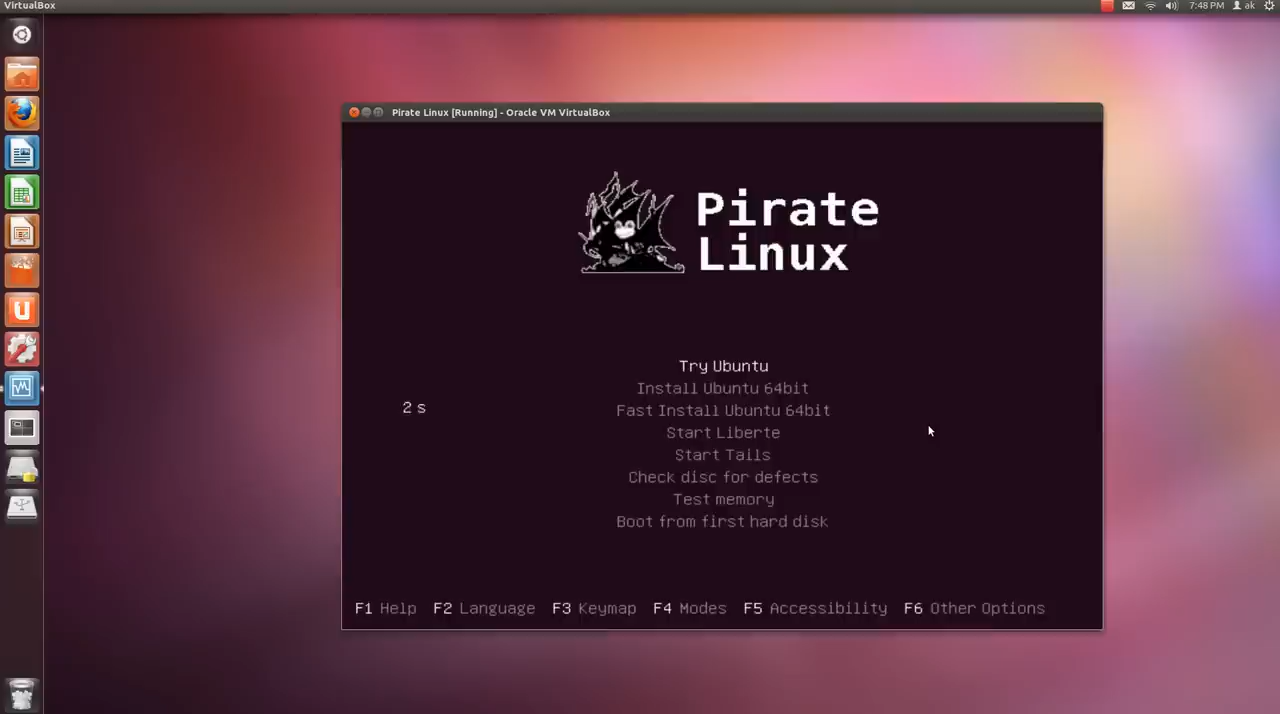 VirtualBox
7:48 PM
ak
Pirate Linux [Running] - Oracle VM VirtualBox
Pirate
Linux
Try Ubuntu
Install Ubuntu 64bit
2 s
Fast Install Ubuntu 64bit
Start Liberte
Start Tails
Check disc for defects
Test memory
Boot from first hard disk
F1 Help F2 Language F3 Keymap F4 Modes F5 Accessibility F6 Other Options